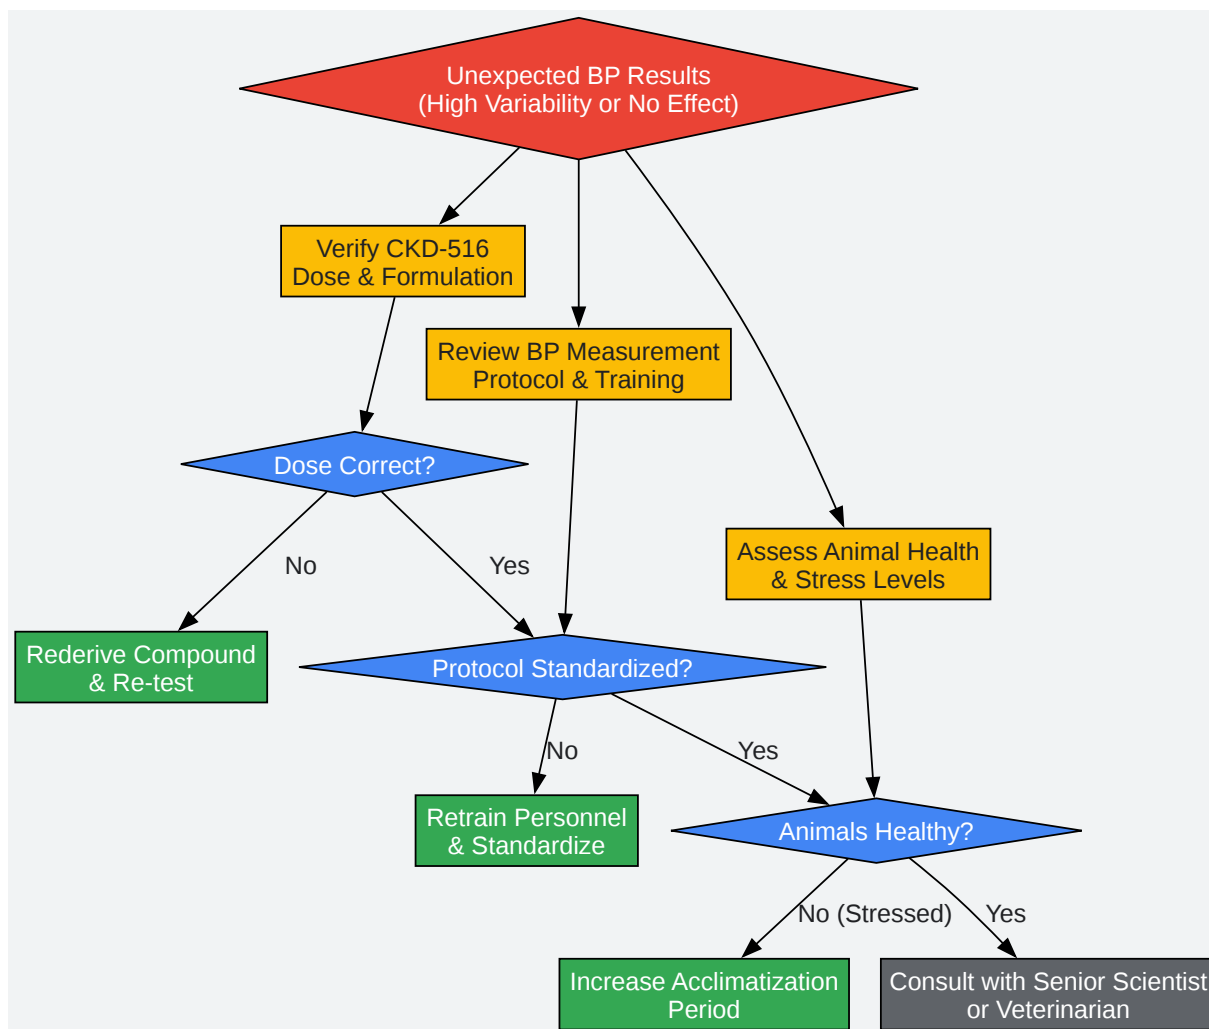 Unexpected BP Results
(High Variability or No Effect)
Verify CKD-516
Dose & Formulation
Review BP Measurement
Protocol & Training
Dose Correct?
Assess Animal Health
& Stress Levels
No
Yes
Rederive Compound
& Re-test
Protocol Standardized?
No
Yes
Retrain Personnel
& Standardize
Animals Healthy?
No (Stressed)
Yes
Increase Acclimatization
Period
Consult with Senior Scientist
or Veterinarian